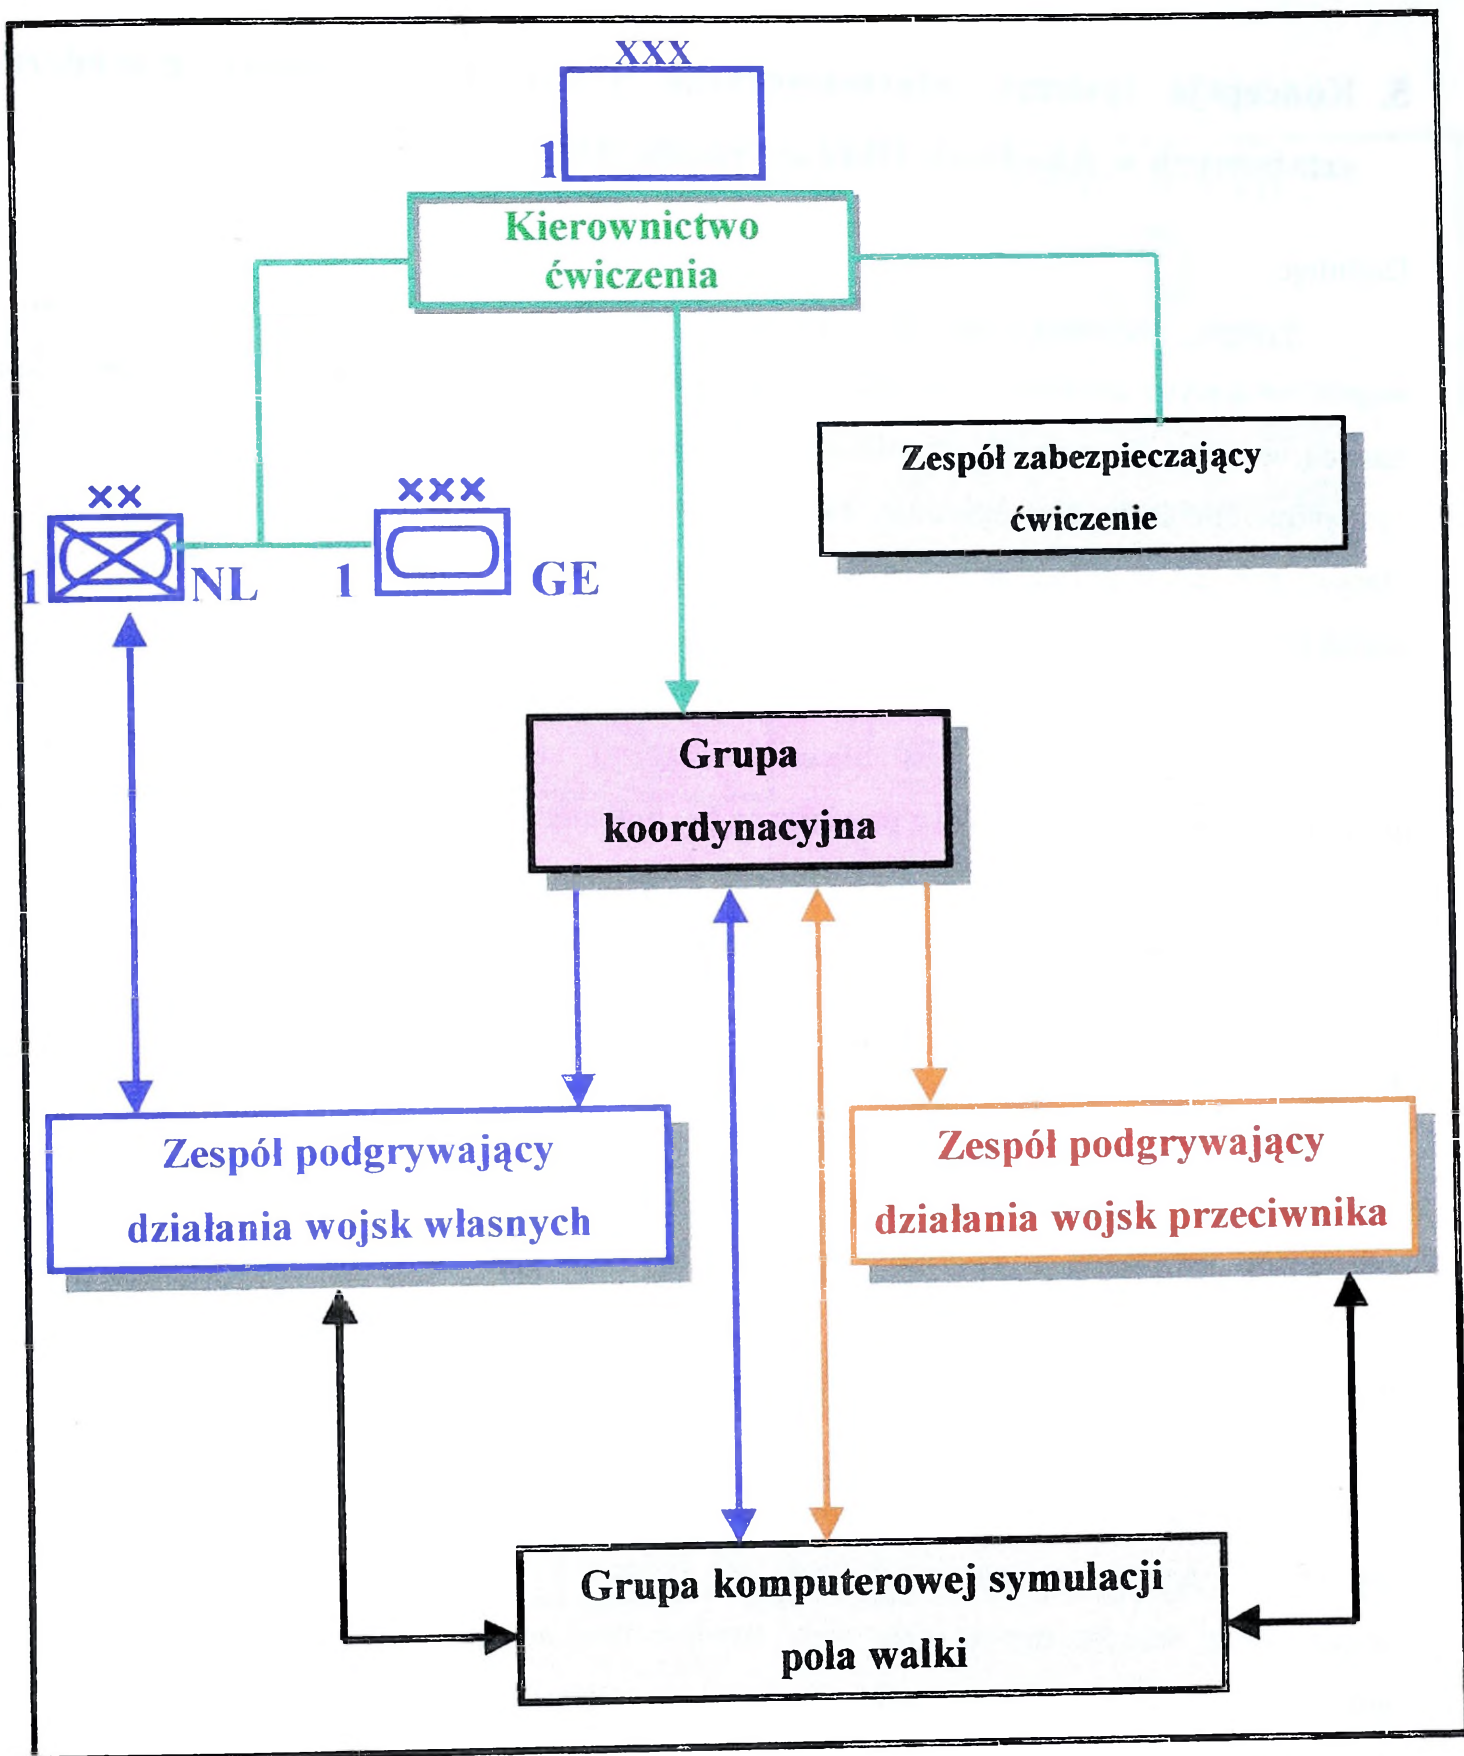 XXX
1
Kierownictwo
ćwiczenia
Zespół zabezpieczający
ćwiczenie
XX
1
NL
XXX
1
GE
Grupa
koordynacyjna
Zespół podgrywający
działania wojsk własnych
Zespół podgrywający
działania wojsk przeciwnika
Grupa komputerowej symulacji
pola walki